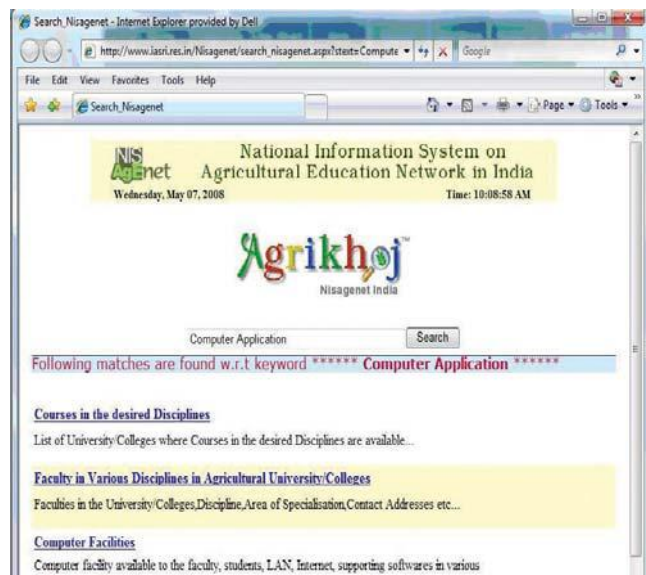 Search_Nisagenet - Internet Explorer provided by Dell
http://www.iasri.res.in/Nisagenet/search_nisagenet.aspx?stext=Compute
Google
File Edit View Favorites Tools Help
Search_Nisagenet
Page Tools
NIS
AgEnet
National Information System on
Agricultural Education Network in India
Wednesday, May 07, 2008
Time: 10:08:58 AM
Agrikhoj™
Nisagenet India
Computer Application
Search
Following matches are found w.r.t keyword ****** Computer Application ******
Courses in the desired Disciplines
List of University/Colleges where Courses in the desired Disciplines are available...
Faculty in Various Disciplines in Agricultural University/Colleges
Faculties in the University/Colleges,Discipline,Area of Specialisation,Contact Addresses etc...
Computer Facilities
Computer facility available to the faculty, students, LAN, Internet, supporting softwares in various